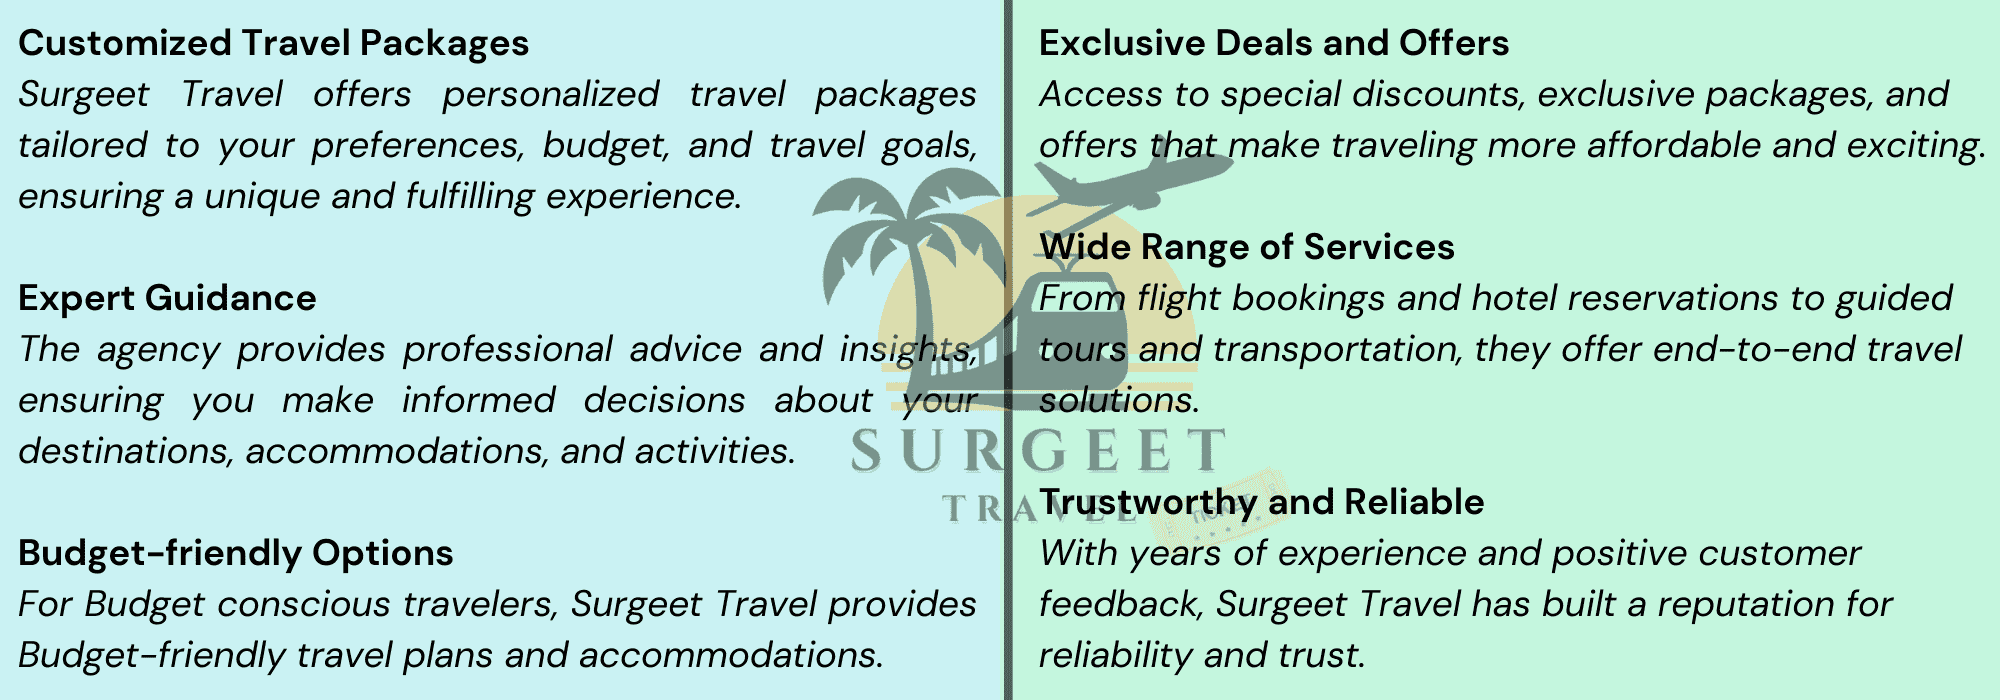 Customized Travel Packages
Surgeet Travel offers personalized travel packages
tailored to your preferences, budget, and travel goals,
ensuring a unique and fulfilling experience.
Expert Guidance
The agency provides professional advice and insights,
ensuring you make informed decisions about your
destinations, accommodations, and activities.
Budget-friendly Options
For Budget conscious travelers, Surgeet Travel provides
Budget-friendly travel plans and accommodations.
Exclusive Deals and Offers
Access to special discounts, exclusive packages, and
offers that make traveling more affordable and exciting.
Wide Range of Services
From flight bookings and hotel reservations to guided
tours and transportation, they offer end-to-end travel
solutions.
Trustworthy and Reliable
With years of experience and positive customer
feedback, Surgeet Travel has built a reputation for
reliability and trust.
SURGEET
TRAVEL
TICKET